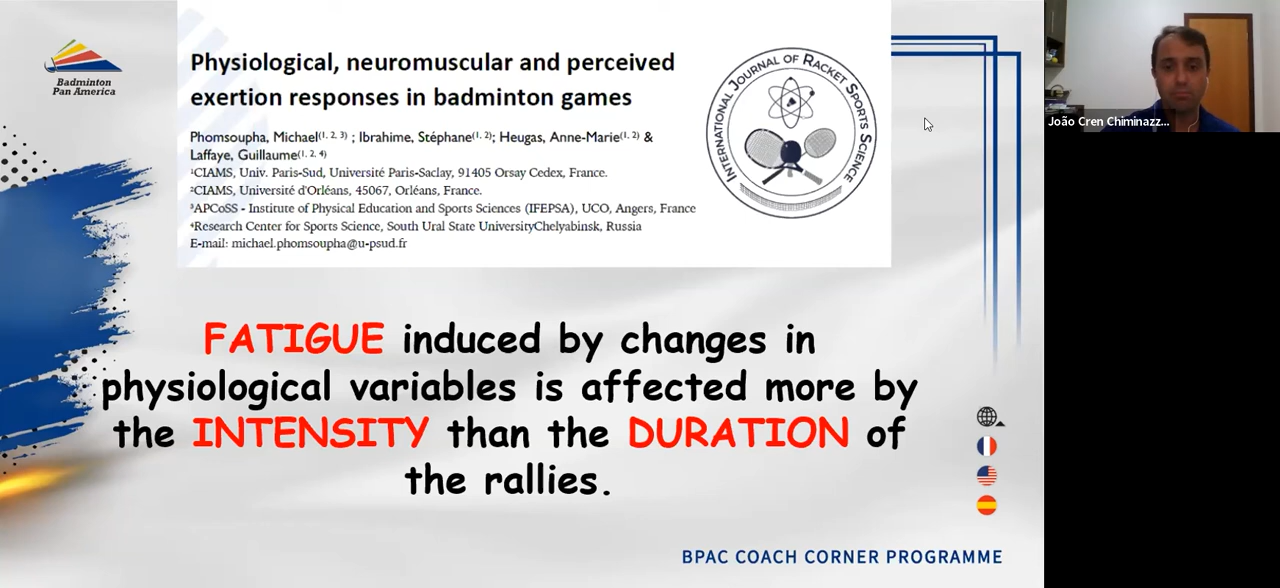 Badminton
Pan America
Physiological, neuromuscular and perceived
exertion responses in badminton games
Phomsoupha, Michael(1, 2, 3) ; Ibrahime, Stéphane(1, 2); Heugas, Anne-Marie(1, 2) &
Laffaye, Guillaume(1, 2, 4)
¹CIAMS, Univ. Paris-Sud, Université Paris-Saclay, 91405 Orsay Cedex, France.
²CIAMS, Université d'Orléans, 45067, Orléans, France.
³APCoSS - Institute of Physical Education and Sports Sciences (IFEPSA), UCO, Angers, France
⁴Research Center for Sports Science, South Ural State UniversityChelyabinsk, Russia
E-mail: michael.phomsoupha@u-psud.fr
INTERNATIONAL JOURNAL OF RACKET SPORTS SCIENCE
João Cren Chiminazz...
FATIGUE induced by changes in
physiological variables is affected more by
the INTENSITY than the DURATION of
the rallies.
BPAC COACH CORNER PROGRAMME